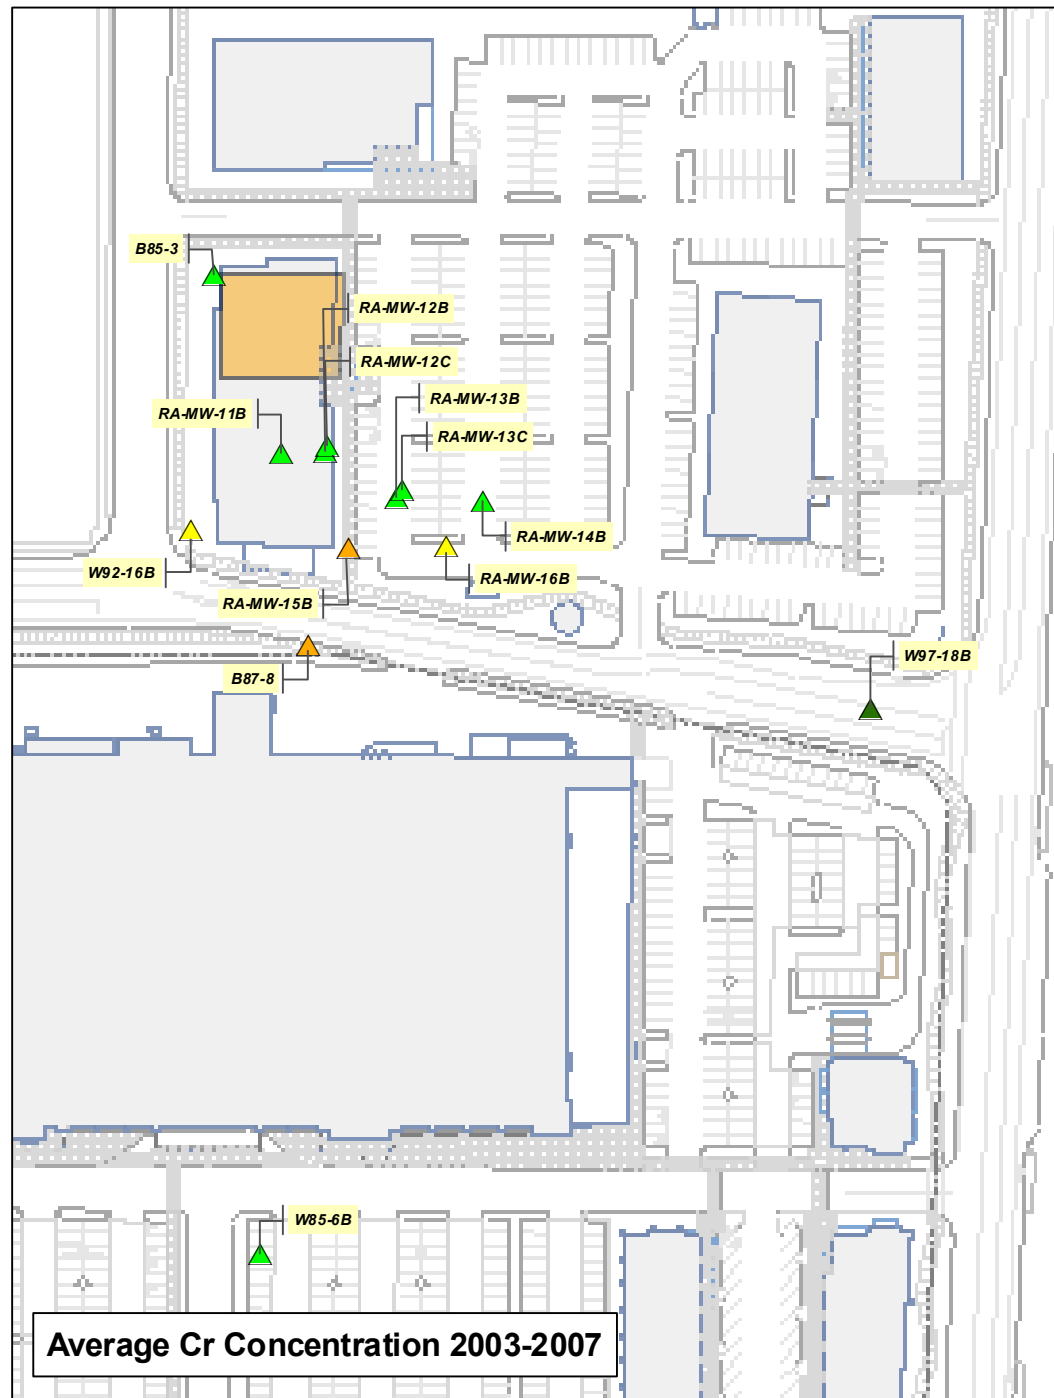 B85-3
RA-MW-12B
RA-MW-12C
RA-MW-13B
RA-MW-11B
RA-MW-13C
RA-MW-14B
W92-16B
RA-MW-16B
RA-MW-15B
W97-18B
B87-8
W85-6B
Average Cr Concentration 2003-2007